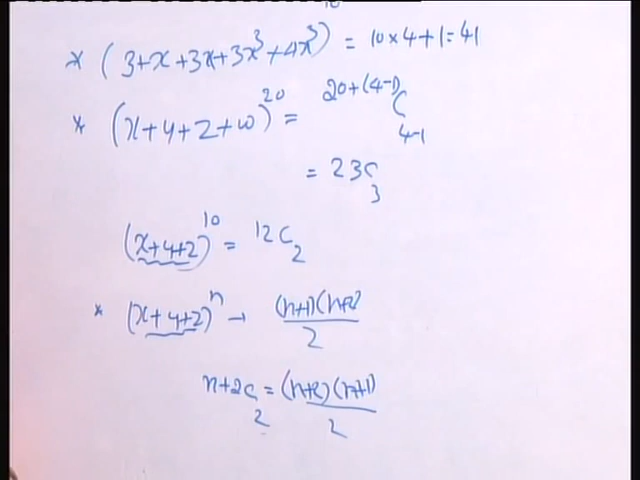 * (3+x+3x+3x³+4x³)¹⁰ = 10×4+1=41
* (x+y+z+w)²⁰ = 20+(4-1)C4-1
= 23C3
(x+y+z)¹⁰ = 12C2
* (x+y+z)ⁿ → (n+1)(n+2)/2
n+2C2 = (n+2)(n+1)/2